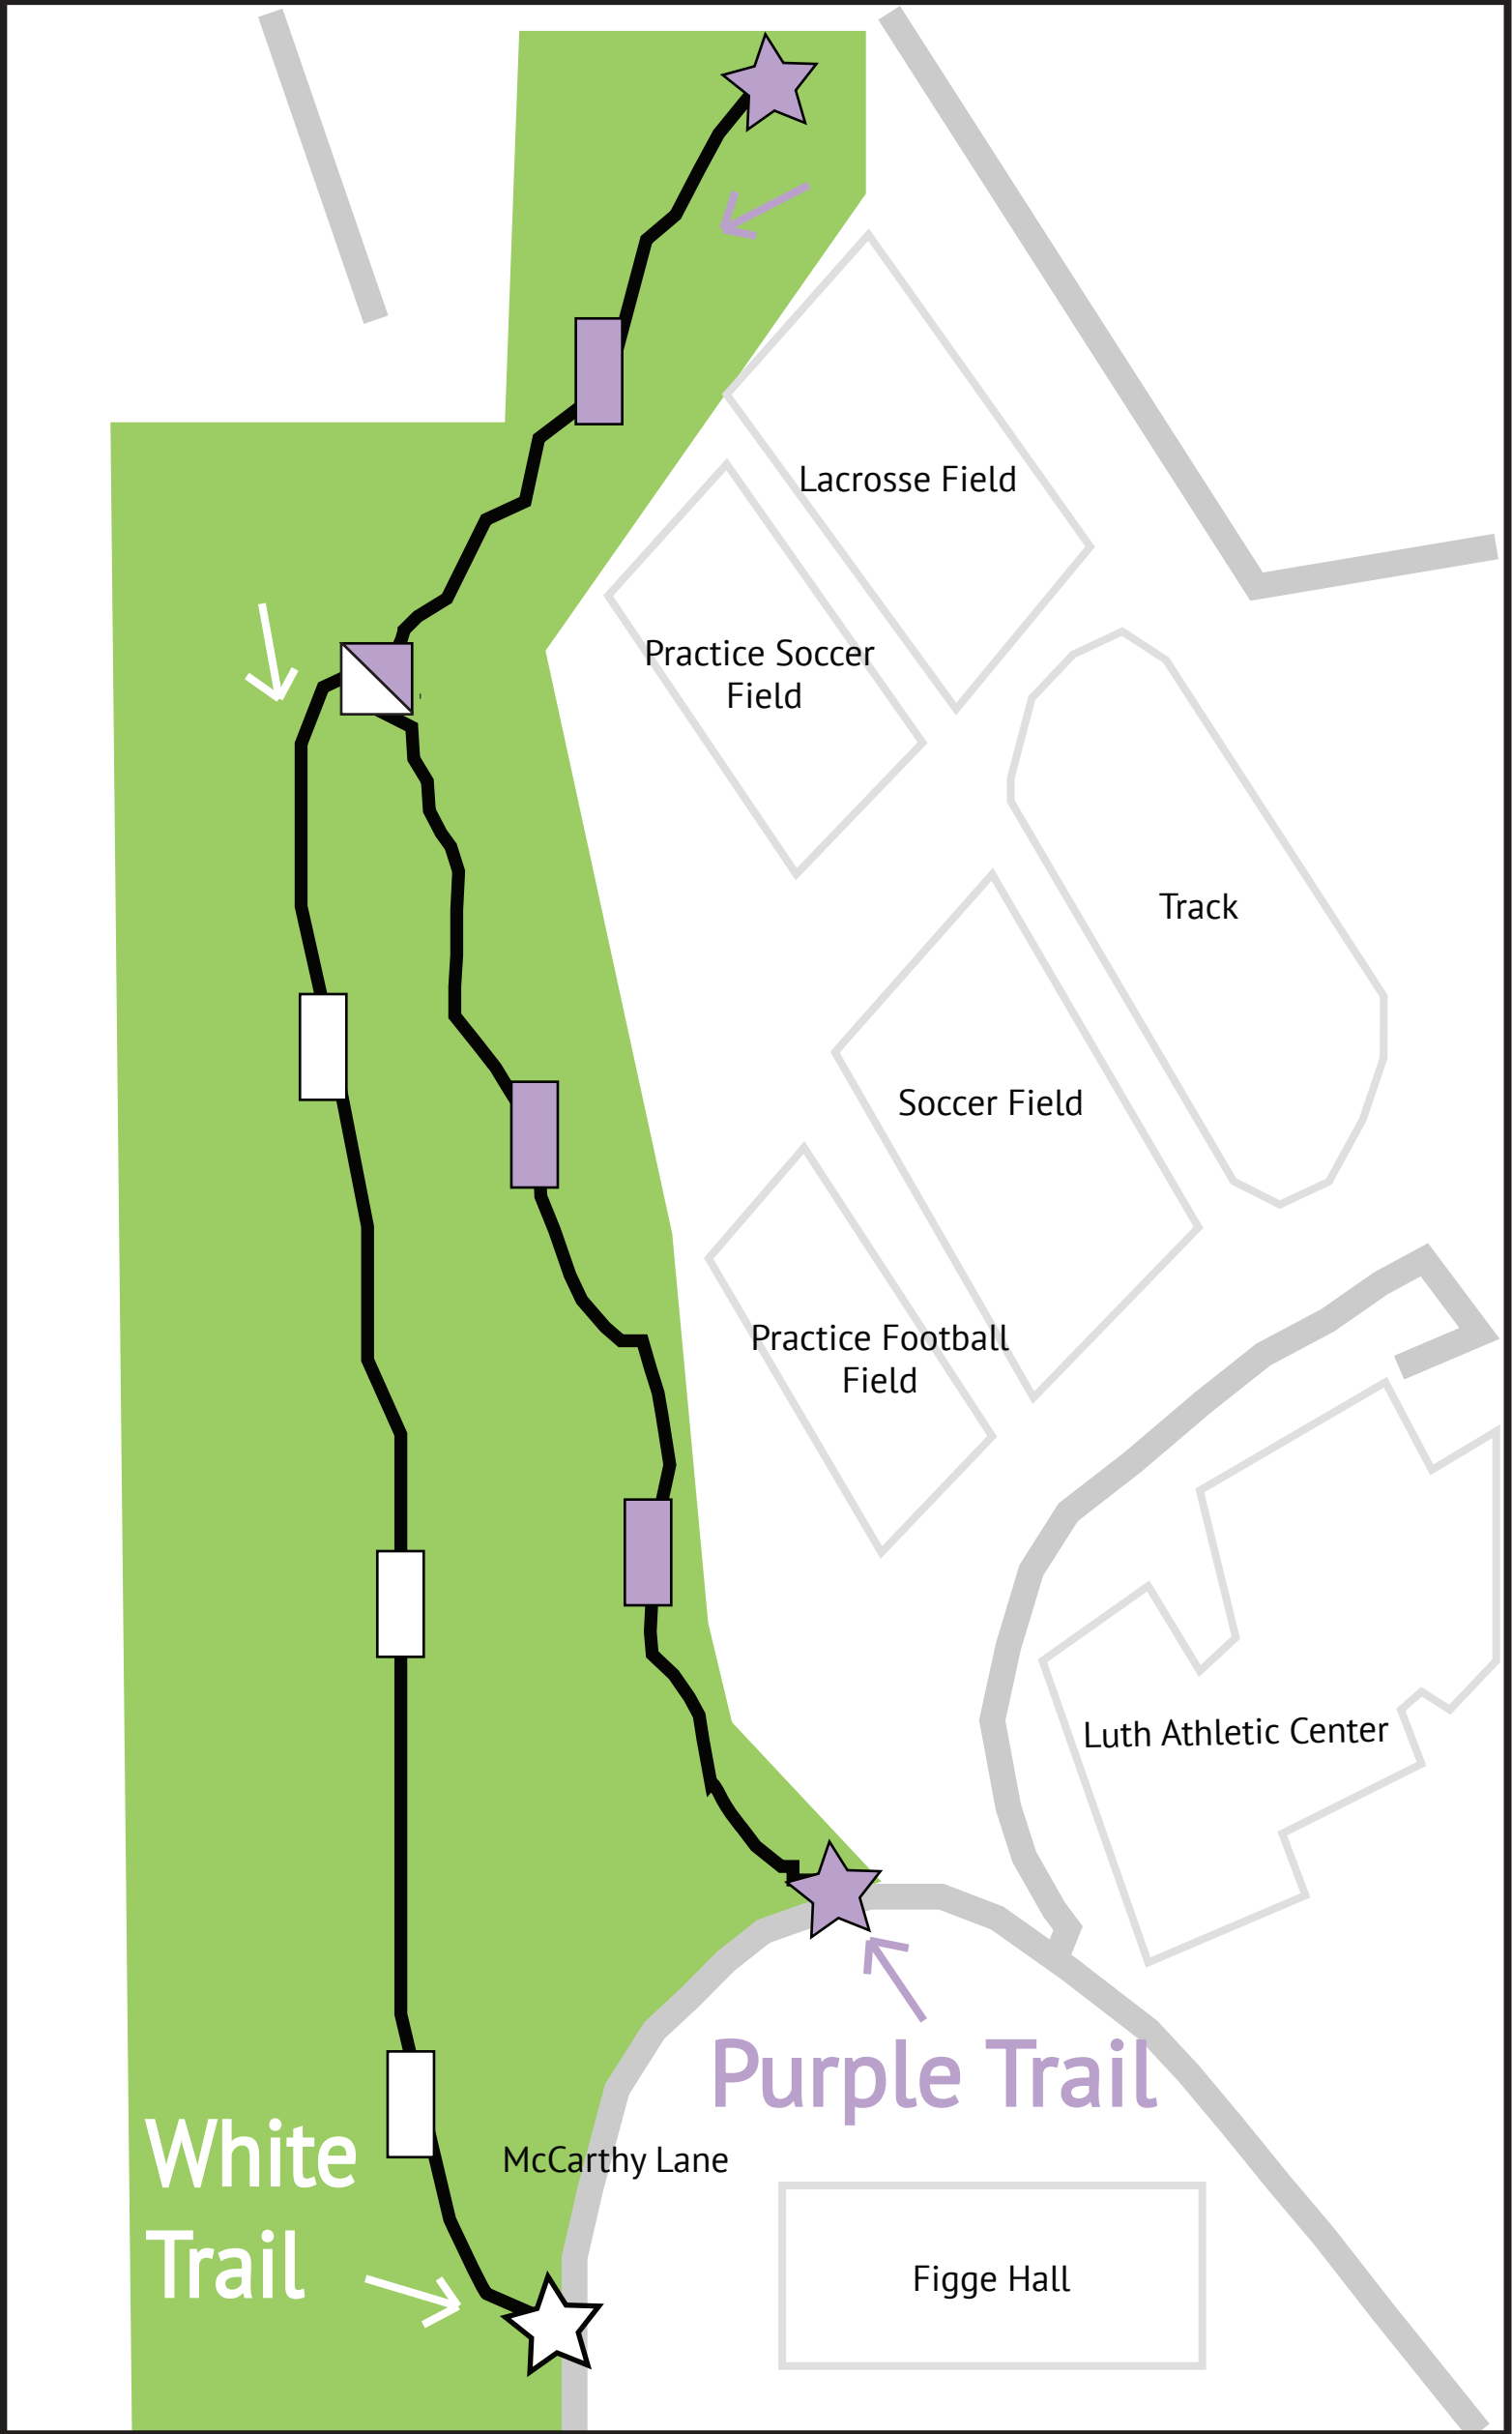 Lacrosse Field
Practice Soccer
Field
Track
Soccer Field
Practice Football
Field
Luth Athletic Center
Purple Trail
White
Trail
McCarthy Lane
Figge Hall